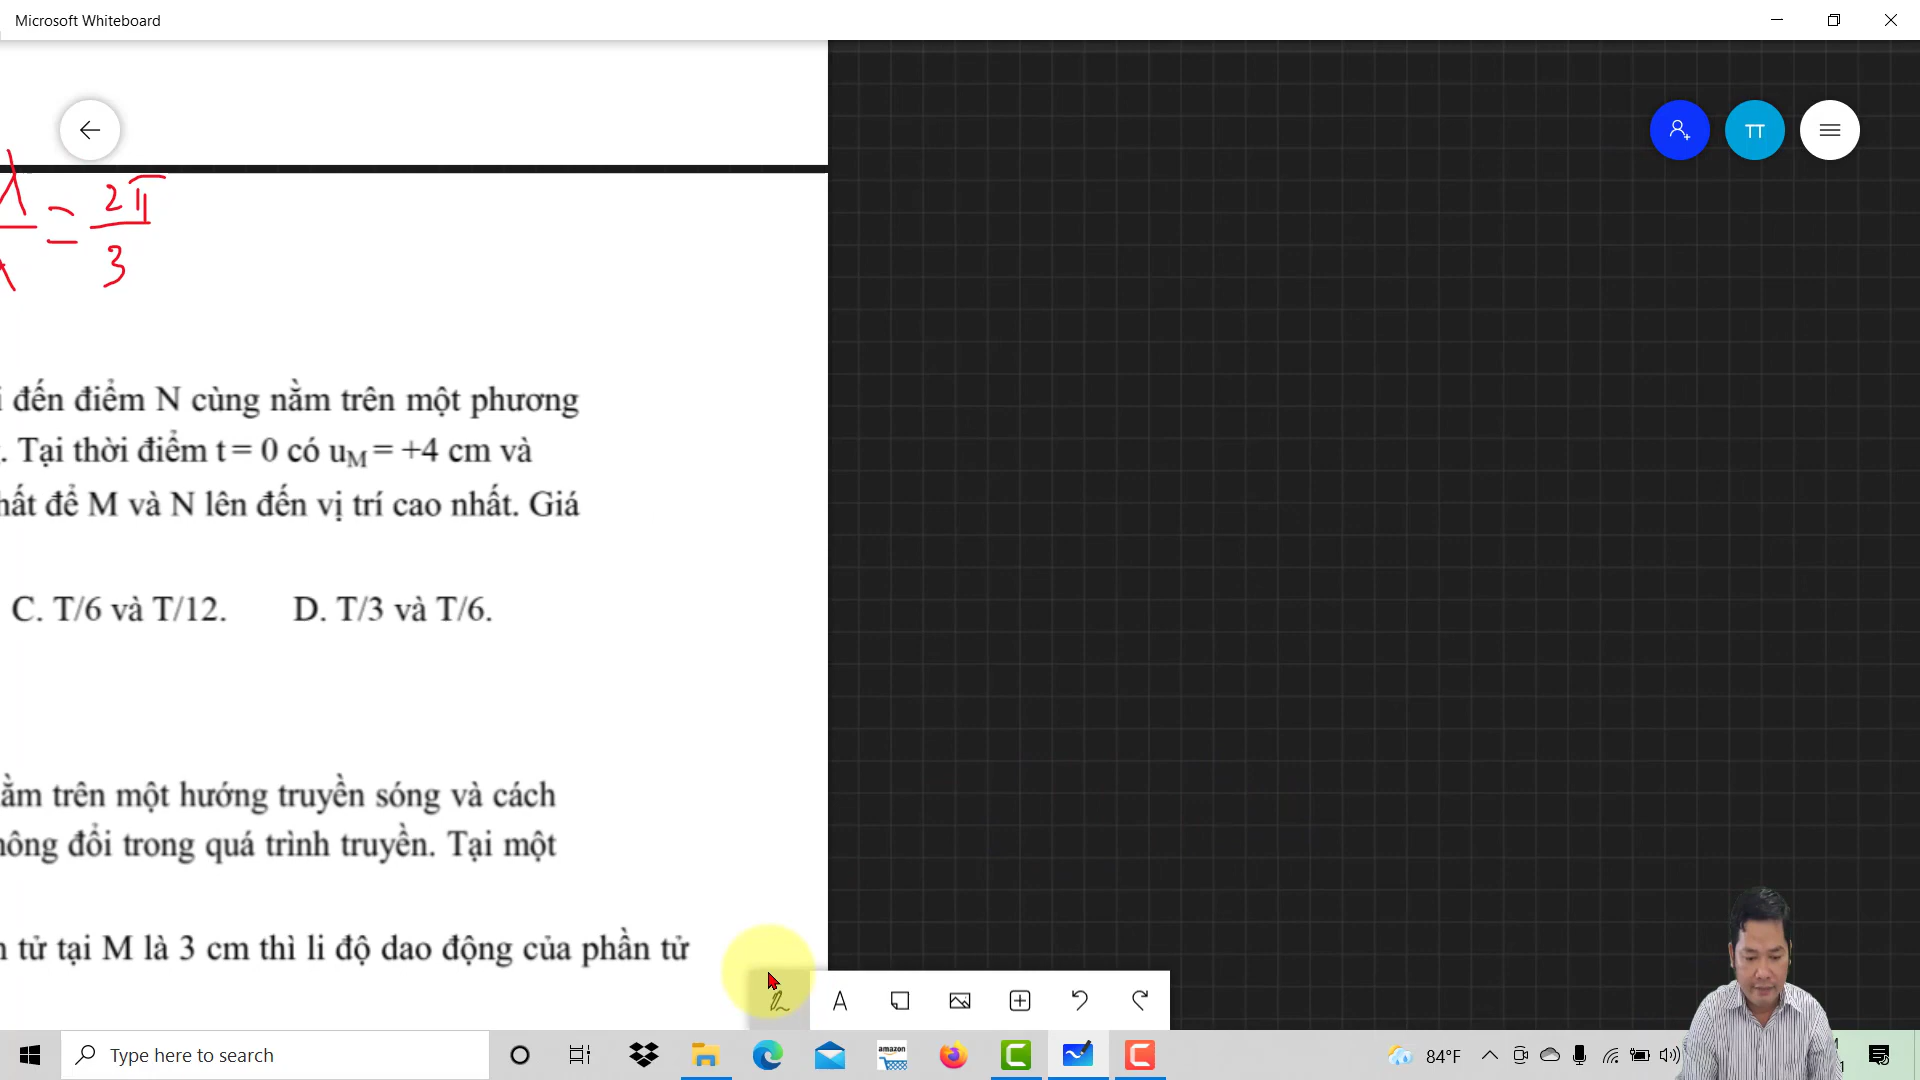 Microsoft Whiteboard
TT
λ = 2π
3
đến điểm N cùng nằm trên một phương
. Tại thời điểm t = 0 có uM = +4 cm và
hất để M và N lên đến vị trí cao nhất. Giá
C. T/6 và T/12. D. T/3 và T/6.
ằm trên một hướng truyền sóng và cách
hông đổi trong quá trình truyền. Tại một
tử tại M là 3 cm thì li độ dao động của phần tử
Type here to search
amazon
84°F